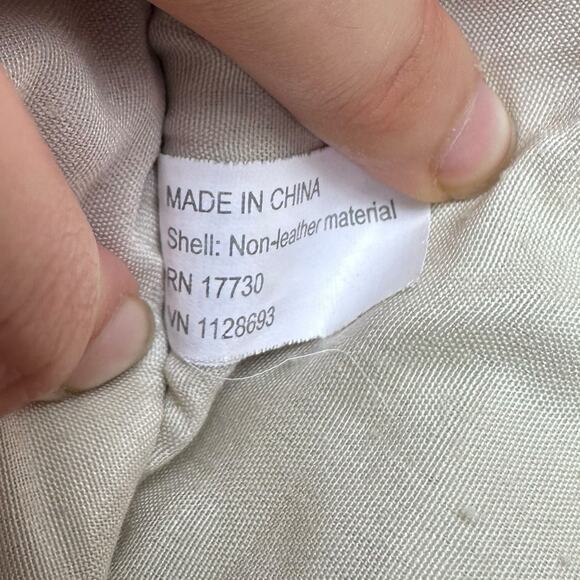 MADE IN CHINA
Shell: Non-leather material
RN 17730
VN 1128693